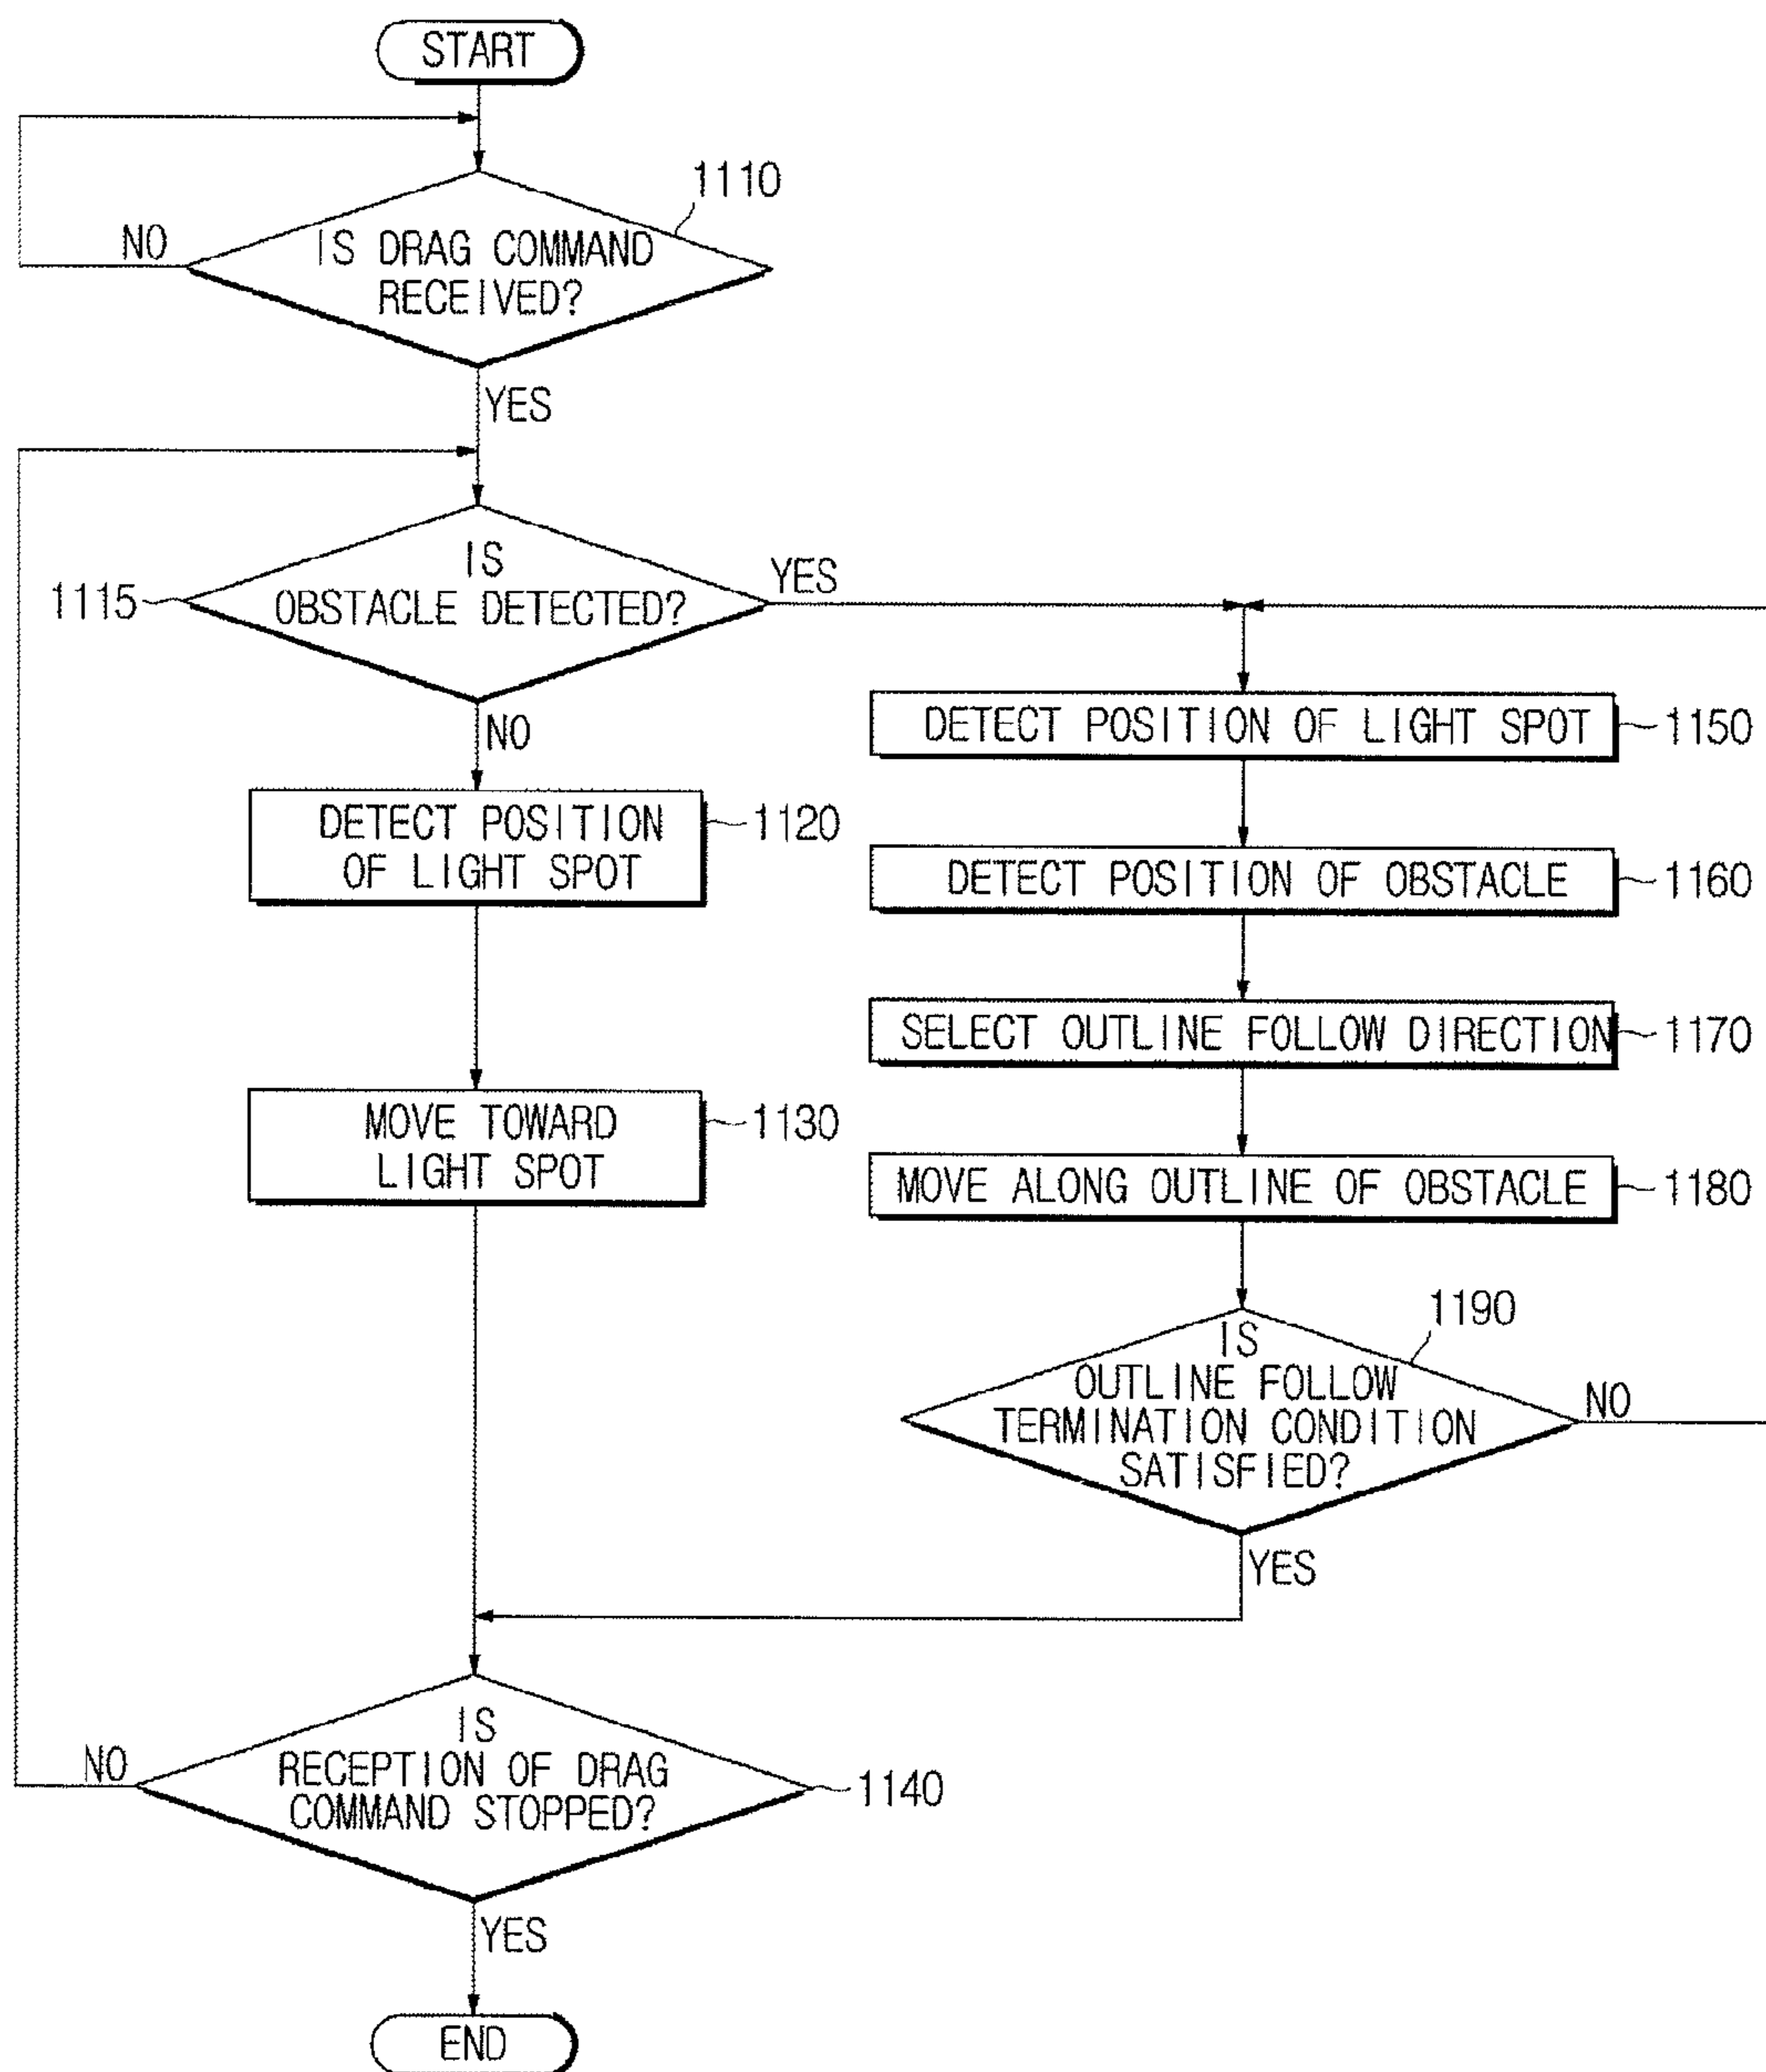 START
1110
NO
IS DRAG COMMAND
RECEIVED?
YES
IS
OBSTACLE DETECTED?
1115
YES
NO
DETECT POSITION
OF LIGHT SPOT
1120
MOVE TOWARD
LIGHT SPOT
1130
DETECT POSITION OF LIGHT SPOT
1150
DETECT POSITION OF OBSTACLE
1160
SELECT OUTLINE FOLLOW DIRECTION
1170
MOVE ALONG OUTLINE OF OBSTACLE
1180
1190
IS
OUTLINE FOLLOW
TERMINATION CONDITION
SATISFIED?
NO
YES
IS
RECEPTION OF DRAG
COMMAND STOPPED?
NO
1140
YES
END